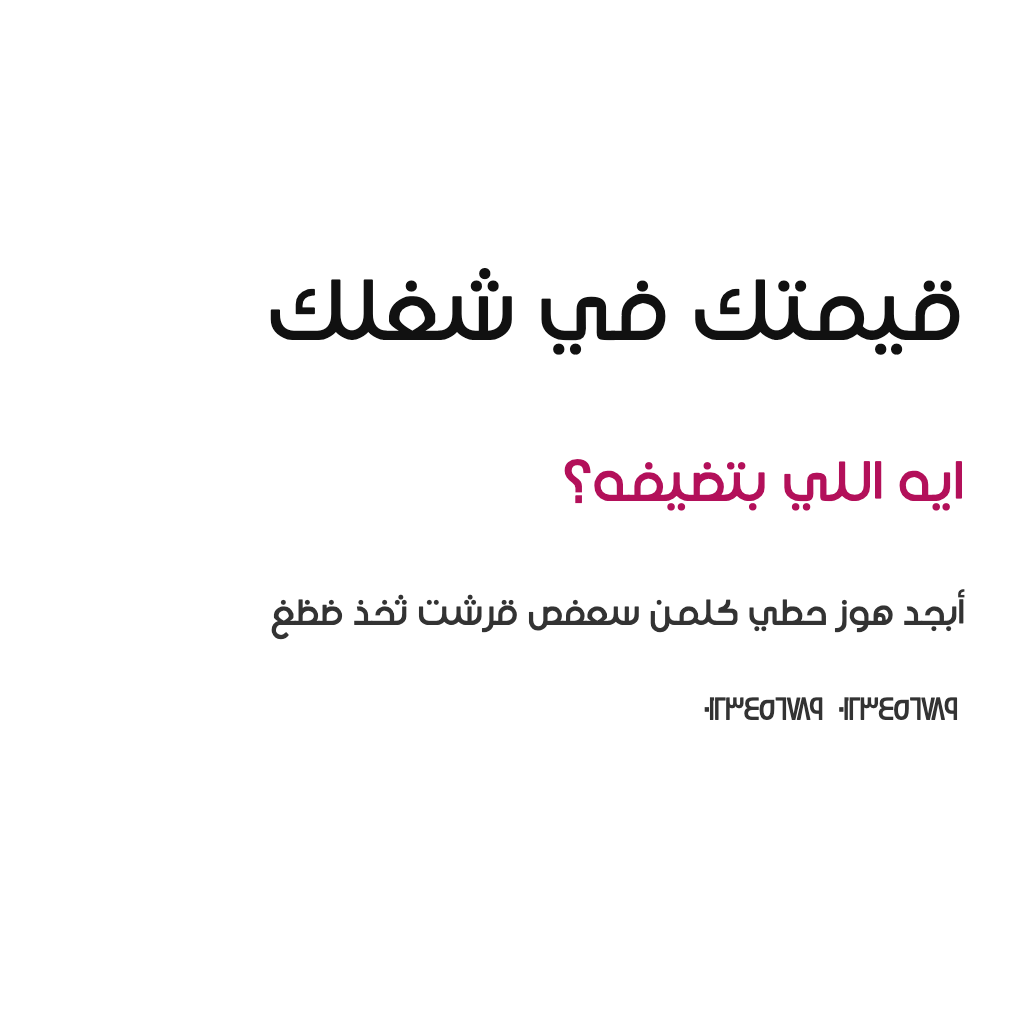 قيمتك في شغلك
ايه اللي بتضيفه؟
أبجد هوز حطي كلمن سعفص قرشت ثخذ ضظغ
٠١٢٣٤٥٦٧٨٩ ٠١٢٣٤٥٦٧٨٩